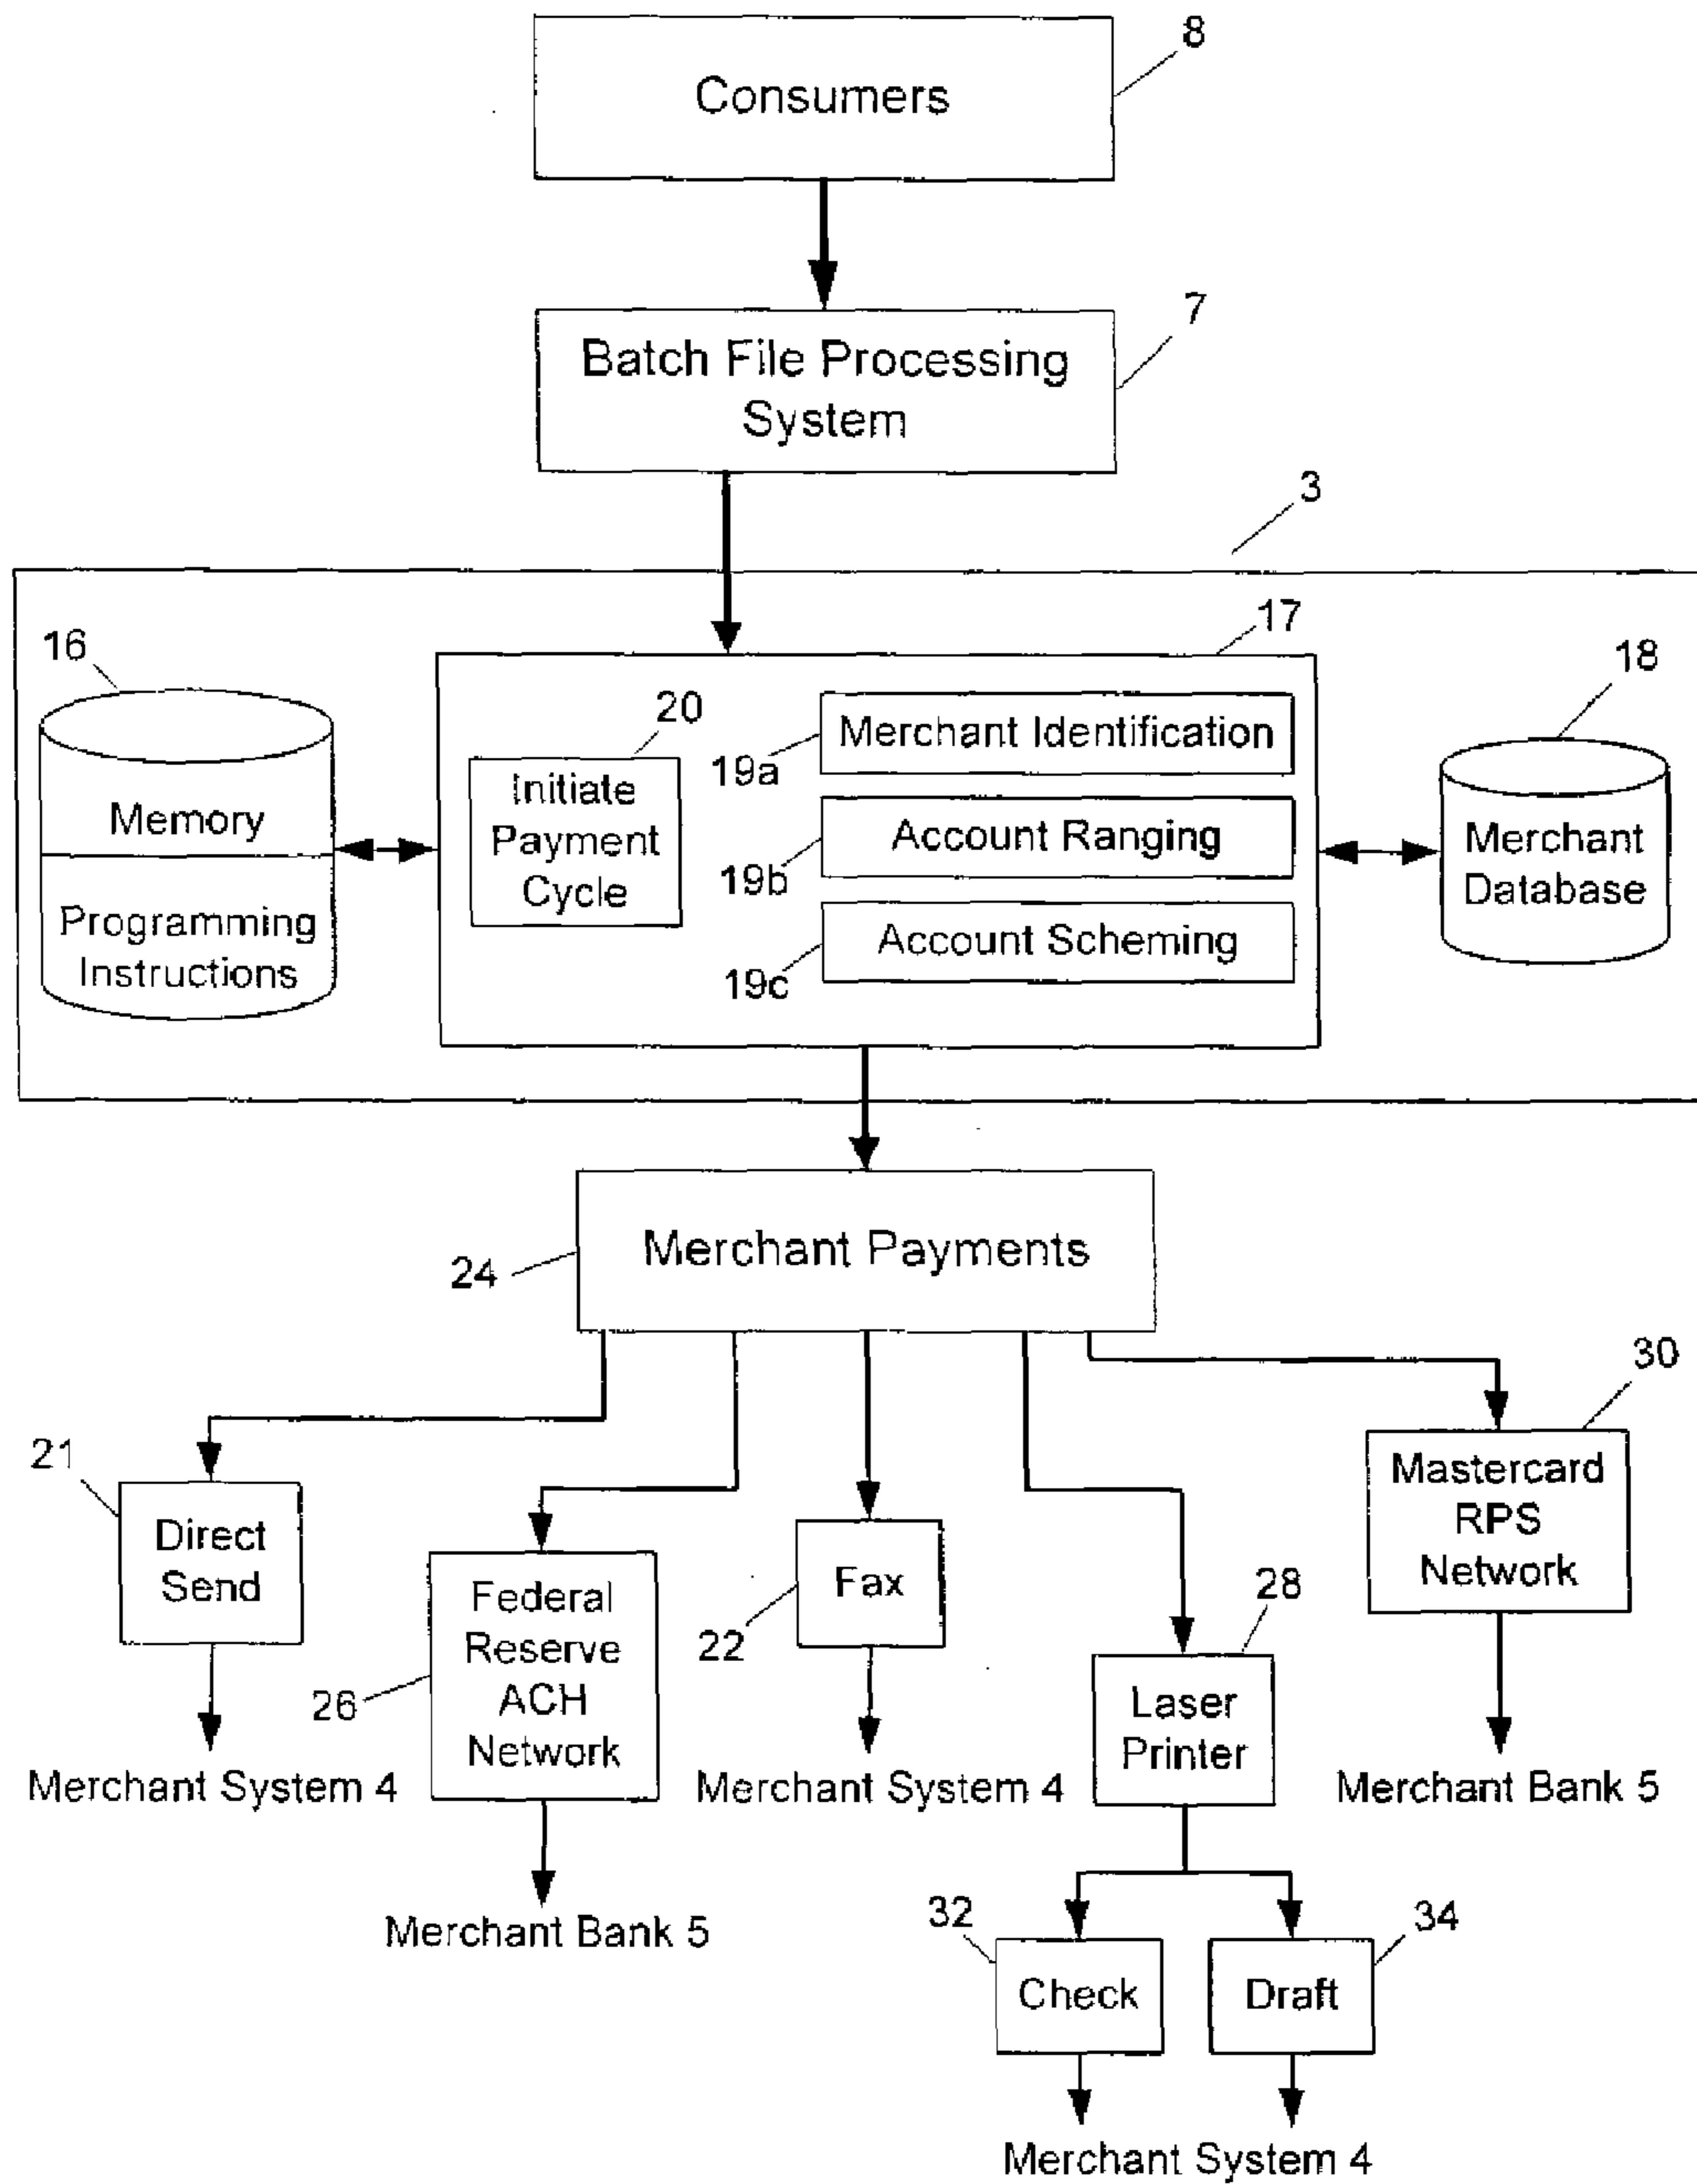 8
Consumers
7
Batch File Processing
System
3
16
17
18
20
Merchant Identification
19a
Initiate
Payment
Cycle
Memory
Account Ranging
19b
Merchant
Database
Programming
Instructions
Account Scheming
19c
Merchant Payments
24
30
21
Direct
Send
Mastercard
RPS
Network
Federal
Reserve
ACH
Network
26
Fax
22
28
Laser
Printer
Merchant System 4
Merchant System 4
Merchant Bank 5
Merchant Bank 5
32
34
Check
Draft
Merchant System 4